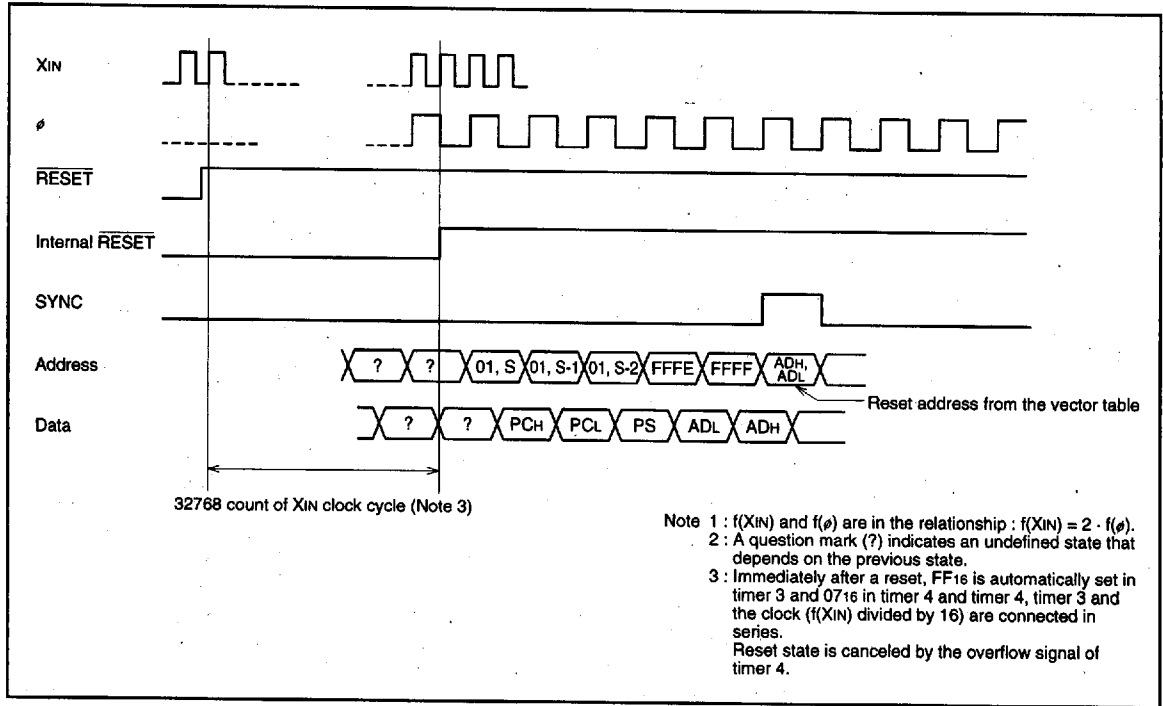 XIN
ø
RESET
Internal RESET
SYNC
Address
? ? 01, S 01, S-1 01, S-2 FFFE FFFF ADH, ADL
Reset address from the vector table
Data
? ? PCH PCL PS ADL ADH
32768 count of XIN clock cycle (Note 3)
Note 1 : f(XIN) and f(ø) are in the relationship : f(XIN) = 2 · f(ø).
2 : A question mark (?) indicates an undefined state that
depends on the previous state.
3 : Immediately after a reset, FF16 is automatically set in
timer 3 and 0716 in timer 4 and timer 4, timer 3 and
the clock (f(XIN) divided by 16) are connected in
series.
Reset state is canceled by the overflow signal of
timer 4.